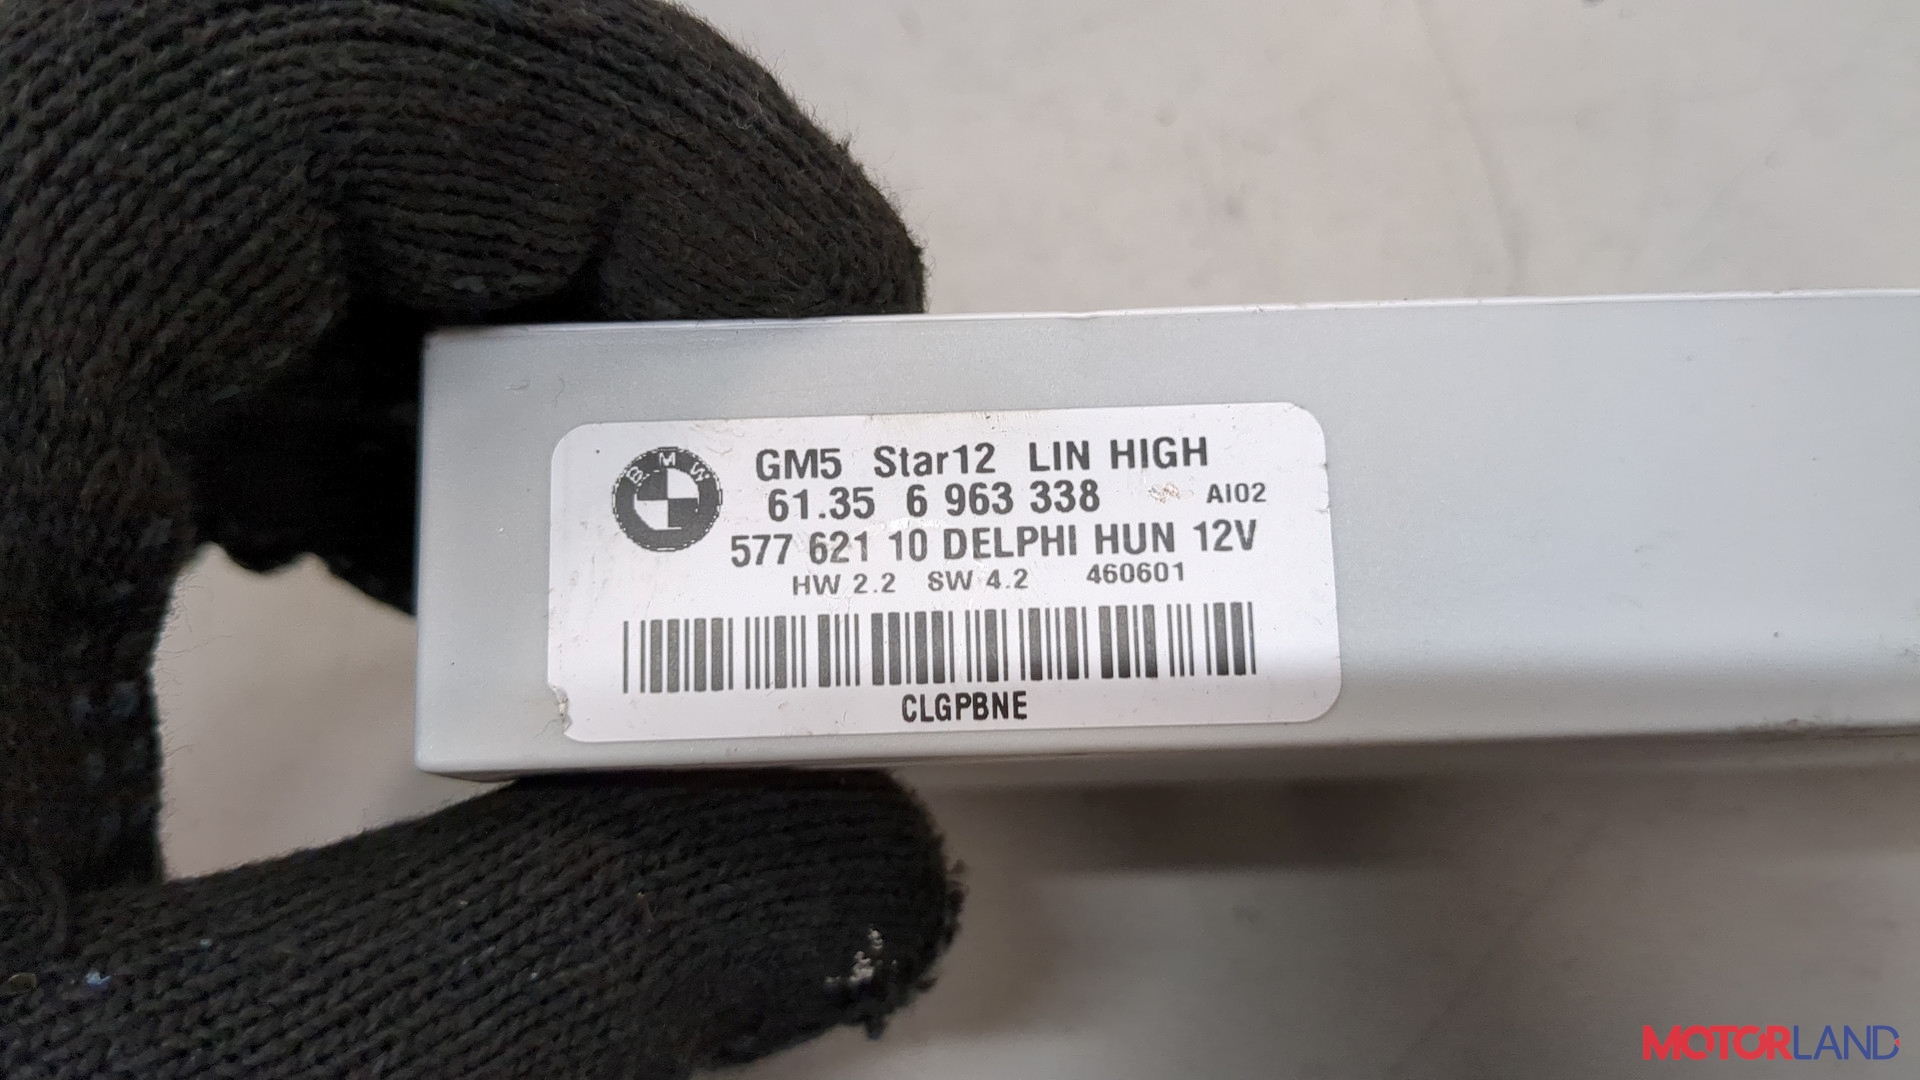 BMW
GM5 Star12 LIN HIGH
61.35 6 963 338 AI02
577 621 10 DELPHI HUN 12V
HW 2.2 SW 4.2 460601
CLGPBNE
MOTORLAND